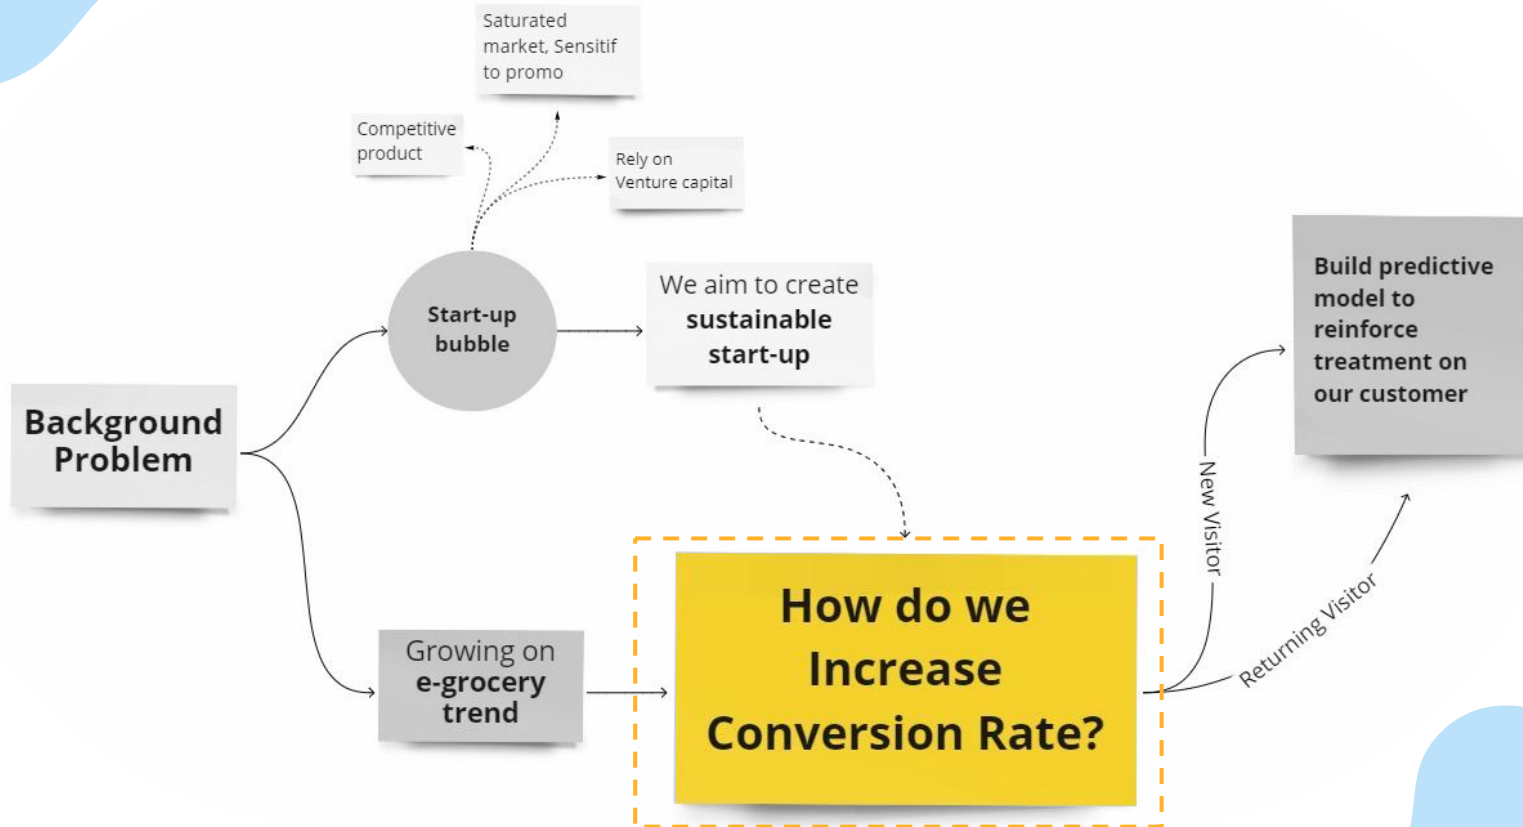 Saturated
market, Sensitif
to promo
Competitive
product
Rely on
Venture capital
Start-up
bubble
We aim to create
sustainable
start-up
Background
Problem
Growing on
e-grocery
trend
How do we
Increase
Conversion Rate?
New Visitor
Returning Visitor
Build predictive
model to
reinforce
treatment on
our customer